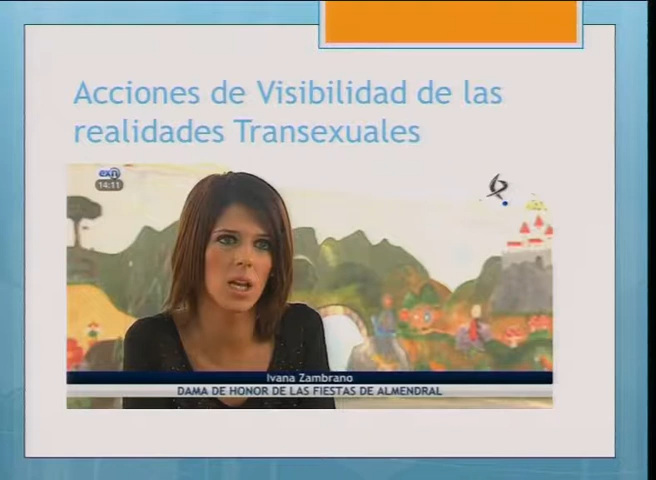 Acciones de Visibilidad de las
realidades Transexuales
exn
14:11
Ivana Zambrano
DAMA DE HONOR DE LAS FIESTAS DE ALMENDRAL